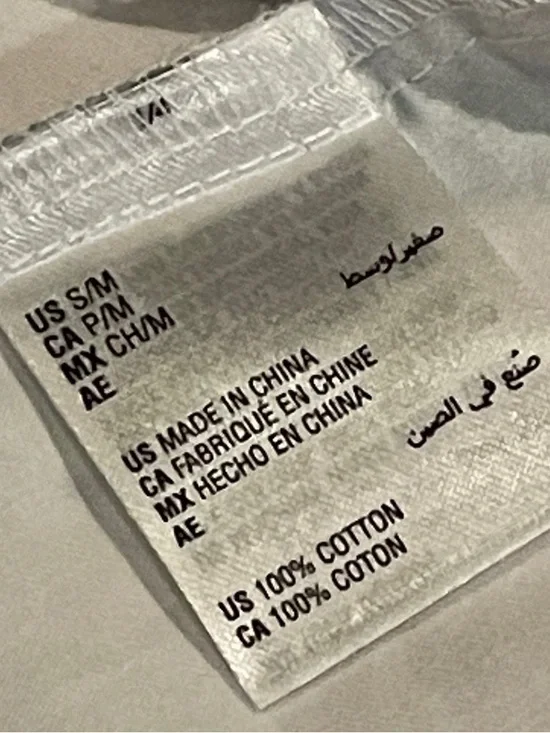 US S/M
CA P/M
MX CH/M
AE صغير/وسط
US MADE IN CHINA
CA FABRIQUÉ EN CHINE
MX HECHO EN CHINA
AE صُنع في الصين
US 100% COTTON
CA 100% COTON